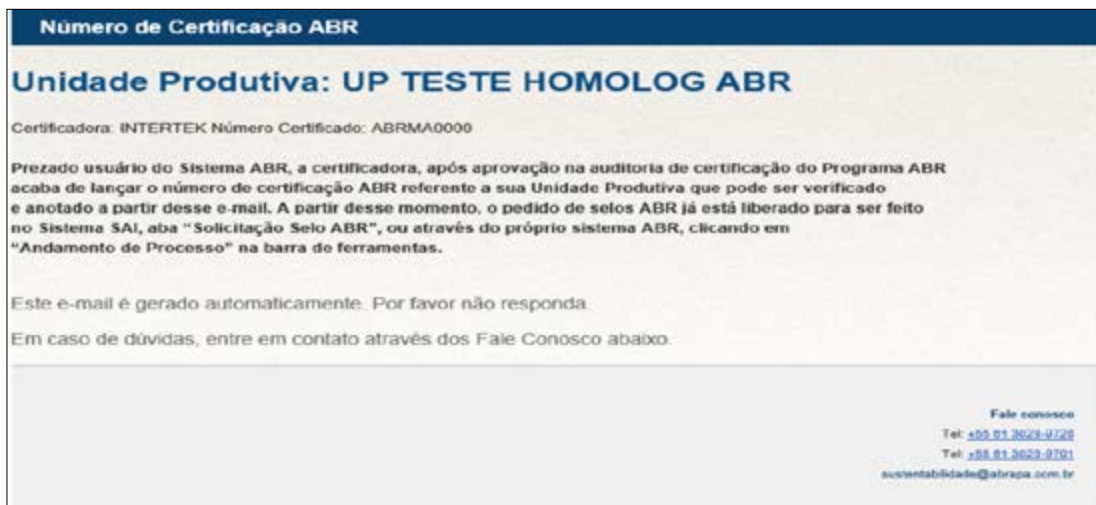 Número de Certificação ABR
Unidade Produtiva: UP TESTE HOMOLOG ABR
Certificadora: INTERTEK Número Certificado: ABRMA0000
Prezado usuário do Sistema ABR, a certificadora, após aprovação na auditoria de certificação do Programa ABR
acaba de lançar o número de certificação ABR referente a sua Unidade Produtiva que pode ser verificado
e anotado a partir desse e-mail. A partir desse momento, o pedido de selos ABR já está liberado para ser feito
no Sistema SAI, aba “Solicitação Selo ABR”, ou através do próprio sistema ABR, clicando em
“Andamento de Processo” na barra de ferramentas.
Este e-mail é gerado automaticamente. Por favor não responda.
Em caso de dúvidas, entre em contato através dos Fale Conosco abaixo.
Fale conosco
Tel:
Tel:
sustentabilidade@abrapa.com.br